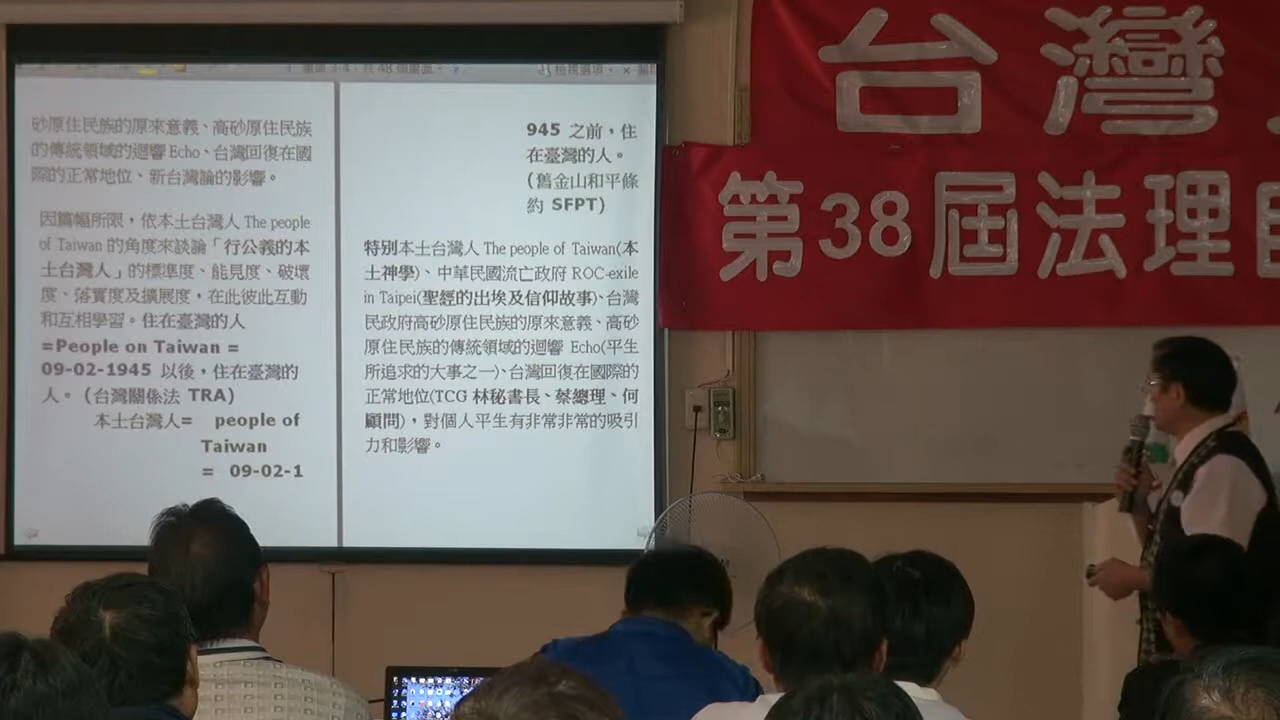 砂原住民族的原來意義、高砂原住民族
的傳統領域的迴響 Echo、台灣回復在國
際的正常地位、新台灣論的影響。
因篇幅所限，依本土台灣人 The people
of Taiwan 的角度來談論「行公義的本
土台灣人」的標準度、能見度、破壞
度、落實度及擴展度，在此彼此互動
和互相學習。住在臺灣的人
=People on Taiwan =
09-02-1945 以後，住在臺灣的
人。（台灣關係法 TRA）
本土台灣人= people of
Taiwan
= 09-02-1
945 之前，住
在臺灣的人。
（舊金山和平條
約 SFPT）
特別本土台灣人 The people of Taiwan(本
土神學)、中華民國流亡政府 ROC-exile
in Taipei(聖經的出埃及信仰故事)、台灣
民政府高砂原住民族的原來意義、高砂
原住民族的傳統領域的迴響 Echo(平生
所追求的大事之一)、台灣回復在國際的
正常地位(TCG 林秘書長、蔡總理、何
顧問)，對個人平生有非常非常的吸引
力和影響。
台灣
第38屆法理